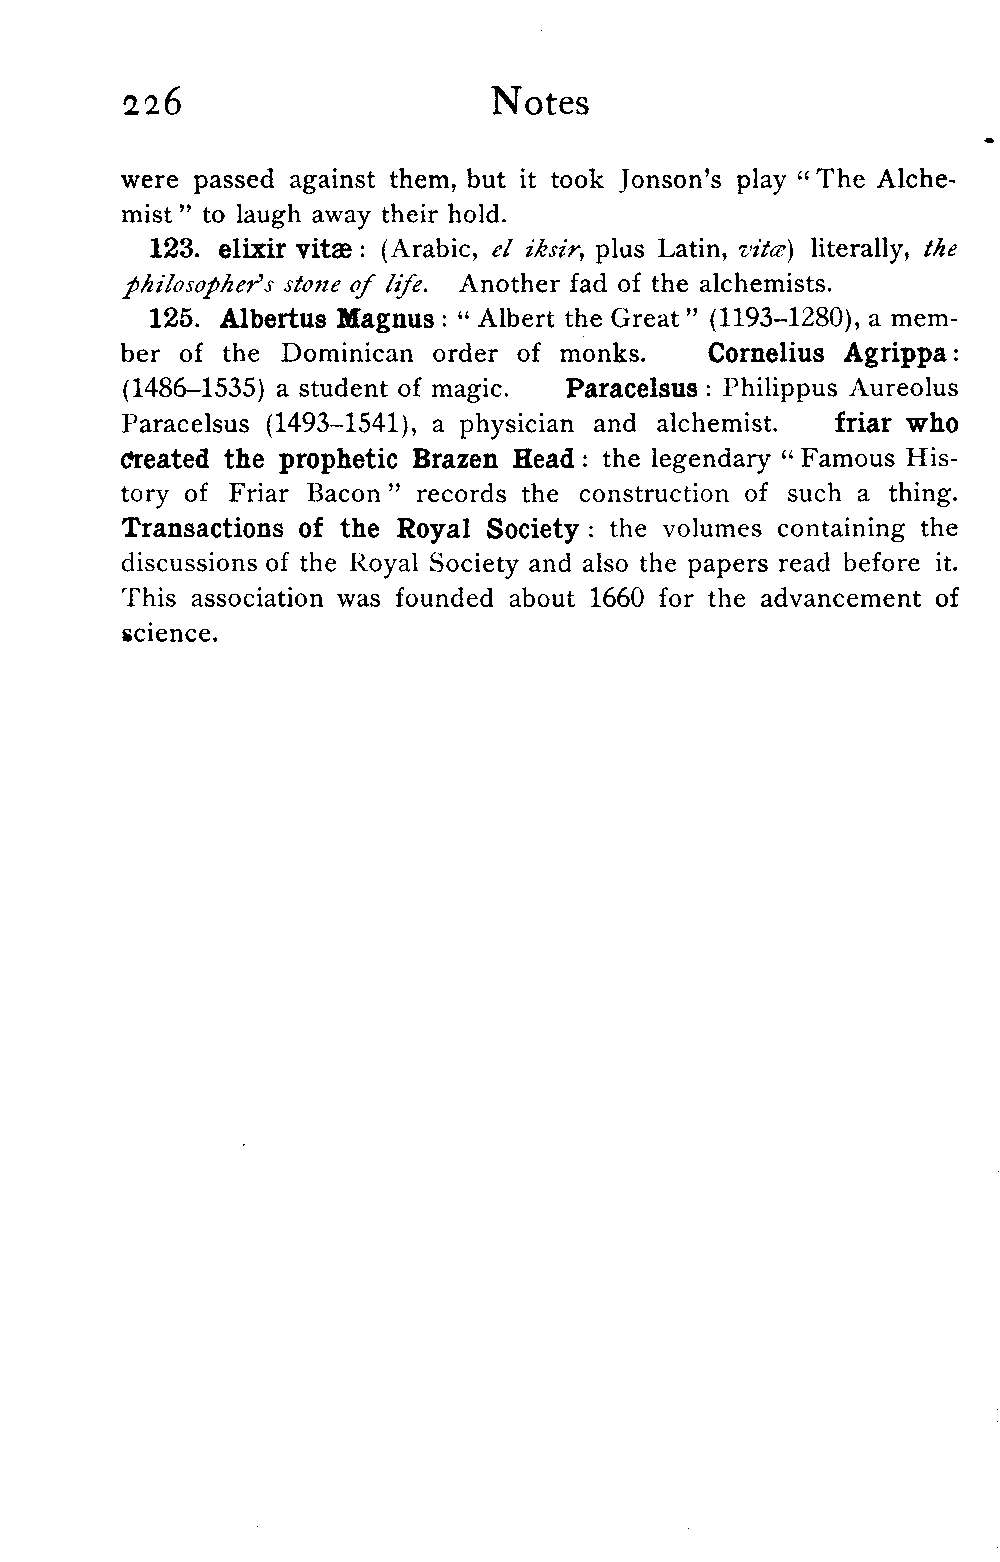 226 Notes
were passed against them, but it took Jonson's play “The Alche-
mist” to laugh away their hold.
123. elixir vitæ: (Arabic, el iksir, plus Latin, vitæ) literally, the
philosopher's stone of life. Another fad of the alchemists.
125. Albertus Magnus: “Albert the Great” (1193–1280), a mem-
ber of the Dominican order of monks. Cornelius Agrippa:
(1486–1535) a student of magic. Paracelsus: Philippus Aureolus
Paracelsus (1493–1541), a physician and alchemist. friar who
created the prophetic Brazen Head: the legendary “Famous His-
tory of Friar Bacon” records the construction of such a thing.
Transactions of the Royal Society: the volumes containing the
discussions of the Royal Society and also the papers read before it.
This association was founded about 1660 for the advancement of
science.